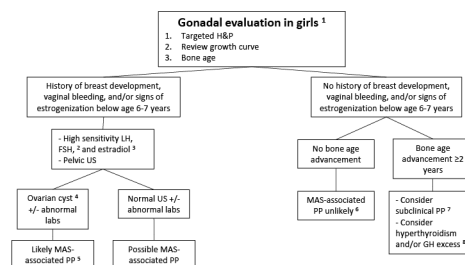 Gonadal evaluation in girls 1
1. Targeted H&P
2. Review growth curve
3. Bone age
History of breast development,
vaginal bleeding, and/or signs of
estrogenization below age 6-7 years
No history of breast development,
vaginal bleeding, and/or signs of
estrogenization below age 6-7 years
- High sensitivity LH,
FSH, 2 and estradiol 3
- Pelvic US
No bone age
advancement
Bone age
advancement ≥2
years
Ovarian cyst 4
+/- abnormal
labs
Normal US +/-
abnormal labs
MAS-associated
PP unlikely 6
- Consider
subclinical PP 7
- Consider
hyperthyroidism
and/or GH excess 8
Likely MAS-
associated PP 5
Possible MAS-
associated PP